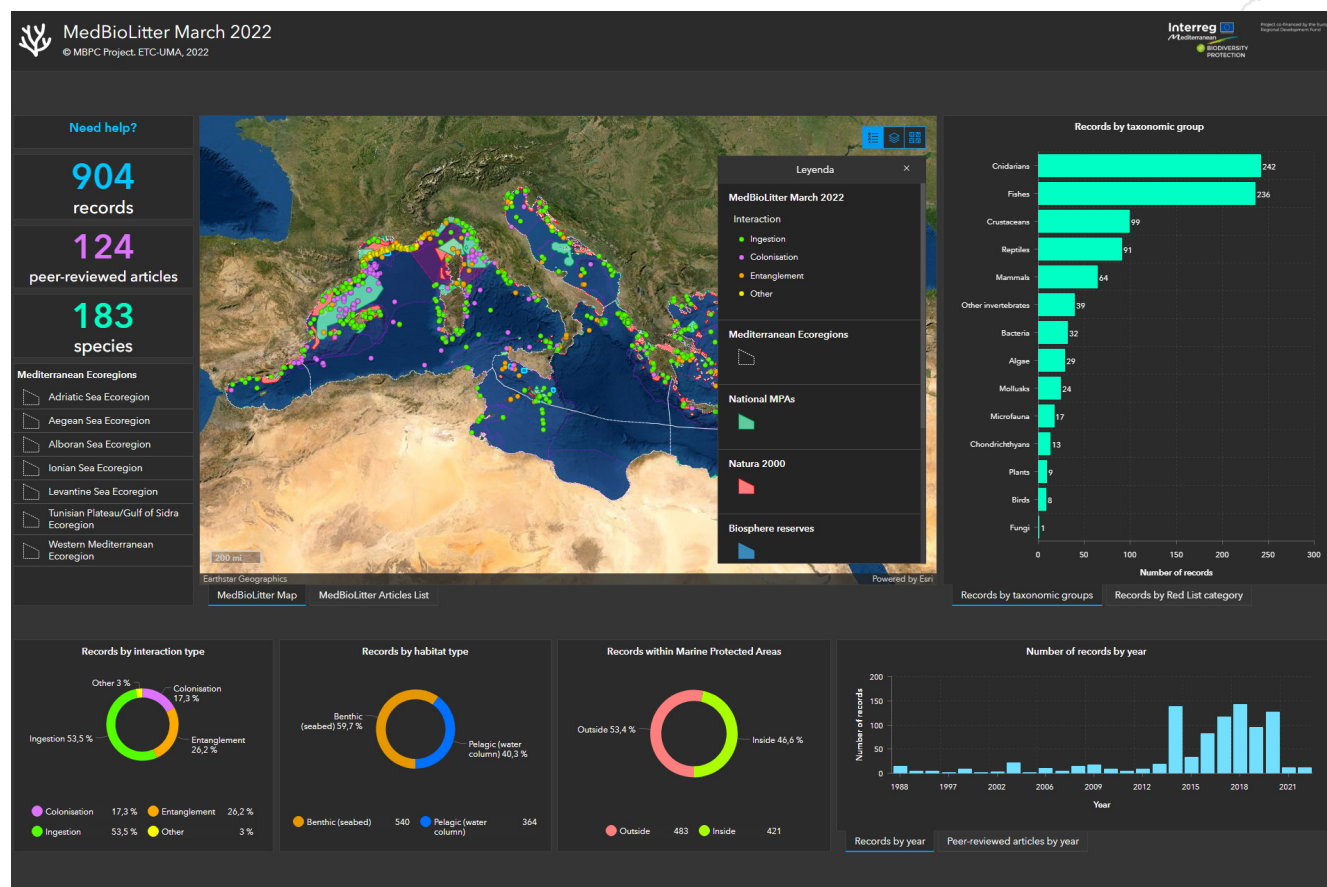 MedBioLitter March 2022
© MBPC Project. ETC-UMA, 2022
Interreg
Mediterranean
BIODIVERSITY
PROTECTION
Project co-financed by the Euro
Regional Development Fund
Need help?
904
records
124
peer-reviewed articles
183
species
Mediterranean Ecoregions
Adriatic Sea Ecoregion
Aegean Sea Ecoregion
Alboran Sea Ecoregion
Ionian Sea Ecoregion
Levantine Sea Ecoregion
Tunisian Plateau/Gulf of Sidra
Ecoregion
Western Mediterranean
Ecoregion
Leyenda
MedBioLitter March 2022
Interaction
Ingestion
Colonisation
Entanglement
Other
Mediterranean Ecoregions
National MPAs
Natura 2000
Biosphere reserves
200 mi
Earthstar Geographics
Powered by Esri
MedBioLitter Map
MedBioLitter Articles List
Records by taxonomic group
Cnidarians 242
Fishes 236
Crustaceans 99
Reptiles 91
Mammals 64
Other invertebrates 39
Bacteria 32
Algae 29
Mollusks 24
Microfauna 17
Chondrichthyans 13
Plants 9
Birds 8
Fungi 1
0 50 100 150 200 250 300
Number of records
Records by taxonomic groups
Records by Red List category
Records by interaction type
Other 3 %
Colonisation
17,3 %
Ingestion 53,5 %
Entanglement
26,2 %
Colonisation 17,3 % Entanglement 26,2 %
Ingestion 53,5 % Other 3 %
Records by habitat type
Benthic
(seabed) 59,7 %
Pelagic (water
column) 40,3 %
Benthic (seabed) 540 Pelagic (water 364
column)
Records within Marine Protected Areas
Outside 53,4 %
Inside 46,6 %
Outside 483 Inside 421
Number of records by year
Number of records
200
150
100
50
0
1988 1997 2002 2006 2009 2012 2015 2018 2021
Year
Records by year
Peer-reviewed articles by year